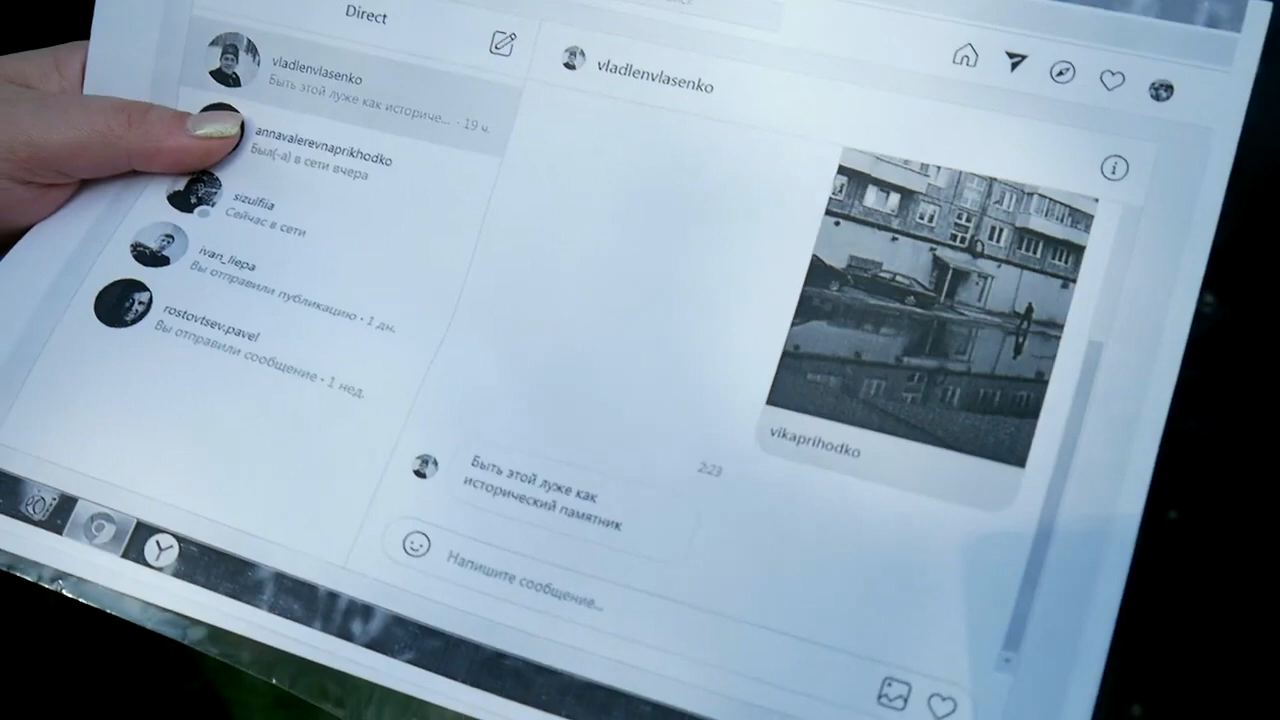 Direct
vladlenvlasenko
Быть этой луже как историче... · 19 ч.
annavalerevnaprikhodko
Был(-а) в сети вчера
sizulfiia
Сейчас в сети
ivan_liepa
Вы отправили публикацию · 1 дн.
rostovtsev.pavel
Вы отправили сообщение · 1 нед.
vladlenvlasenko
vikaprihodko
2:23
Быть этой луже как
исторический памятник
Напишите сообщение...